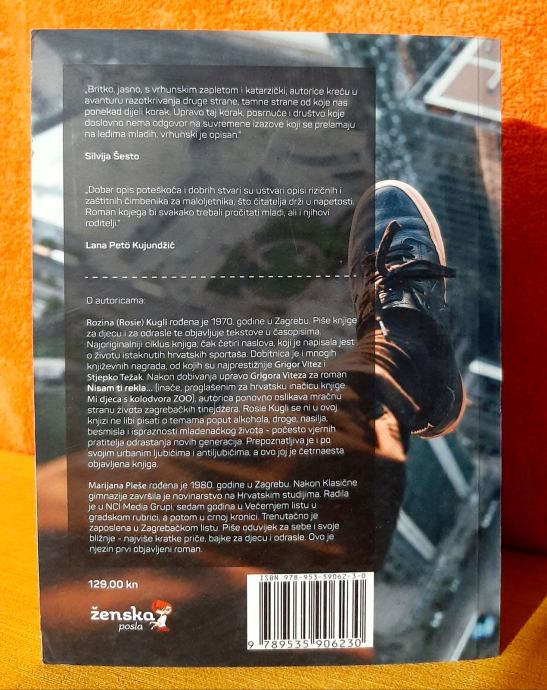 „Britko, jasno, s vrhunskim zapletom i katarzički, autorice kreću u
avanturu razotkrivanja druge strane, tamne strane od koje nas
ponekad dijeli korak. Upravo taj korak, posrnuće i društvo koje
doslovno nema odgovor na suvremene izazove koji se prelamaju
na leđima mladih, vrhunski je opisan."
Silvija Šesto
„Dobar opis poteškoća i dobrih stvari su ustvari opisi rizičnih i
zaštitnih čimbenika za maloljetnika, što čitatelja drži u napetosti.
Roman kojega bi svakako trebali pročitati mladi, ali i njihovi
roditelji."
Lana Petö Kujundžić
O autoricama:
Rozina (Rosie) Kugli rođena je 1970. godine u Zagrebu. Piše knjige
za djecu i za odrasle te objavljuje tekstove u časopisima.
Najoriginalniji ciklus knjiga, čak četiri naslova, koji je napisala jest
o životu istaknutih hrvatskih sportaša. Dobitnica je i mnogih
književnih nagrada, od kojih su najprestižnije Grigor Vitez i
Stjepko Težak. Nakon dobivanja upravo Grigora Viteza za roman
Nisam ti rekla... (inače, proglašenim za hrvatsku inačicu knjige
Mi djeca s kolodvora ZOO), autorica ponovno oslikava mračnu
stranu života zagrebačkih tinejdžera. Rosie Kugli se ni u ovoj
knjizi ne libi pisati o temama poput alkohola, droge, nasilja,
besmisla i ispraznosti mladenačkog života - počesto vjernih
pratitelja odrastanja novih generacija. Prepoznatljiva je i po
svojim urbanim ljubićima i antiljubićima, a ovo joj je četrnaesta
objavljena knjiga.
Marijana Pleše rođena je 1980. godine u Zagrebu. Nakon Klasične
gimnazije završila je novinarstvo na Hrvatskim studijima. Radila
je u NCI Media Grupi, sedam godina u Večernjem listu u
gradskom rubrici, a potom u crnoj kronici. Trenutačno je
zaposlena u Zagrebačkom listu. Piše oduvijek za sebe i svoje
bližnje - najviše kratke priče, bajke za djecu i odrasle. Ovo je
njezin prvi objavljeni roman.
129,00 kn
ženska
posla
ISBN 978-953-59062-3-0
9 789535 906230